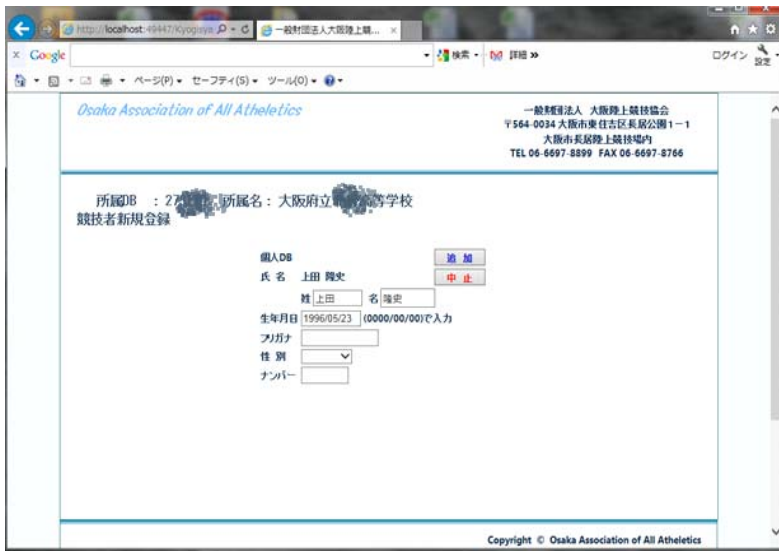 http://localhost:49447/Kyogisya
一般財団法人大阪陸上競...
x Google 検索 詳細 » ログイン 設定
ページ(P) セーフティ(S) ツール(O)
Osaka Association of All Atheletics
一般財団法人 大阪陸上競技協会
〒564-0034 大阪市東住吉区長居公園1-1
大阪市長居陸上競技場内
TEL 06-6697-8899 FAX 06-6697-8766
所属DB : 27 所属名: 大阪府立 高等学校
競技者新規登録
個人DB 追 加
氏 名 上田 隆史 中 止
姓 上田 名 隆史
生年月日 1996/05/23 (0000/00/00)で入力
フリガナ
性 別
ナンバー
Copyright © Osaka Association of All Atheletics